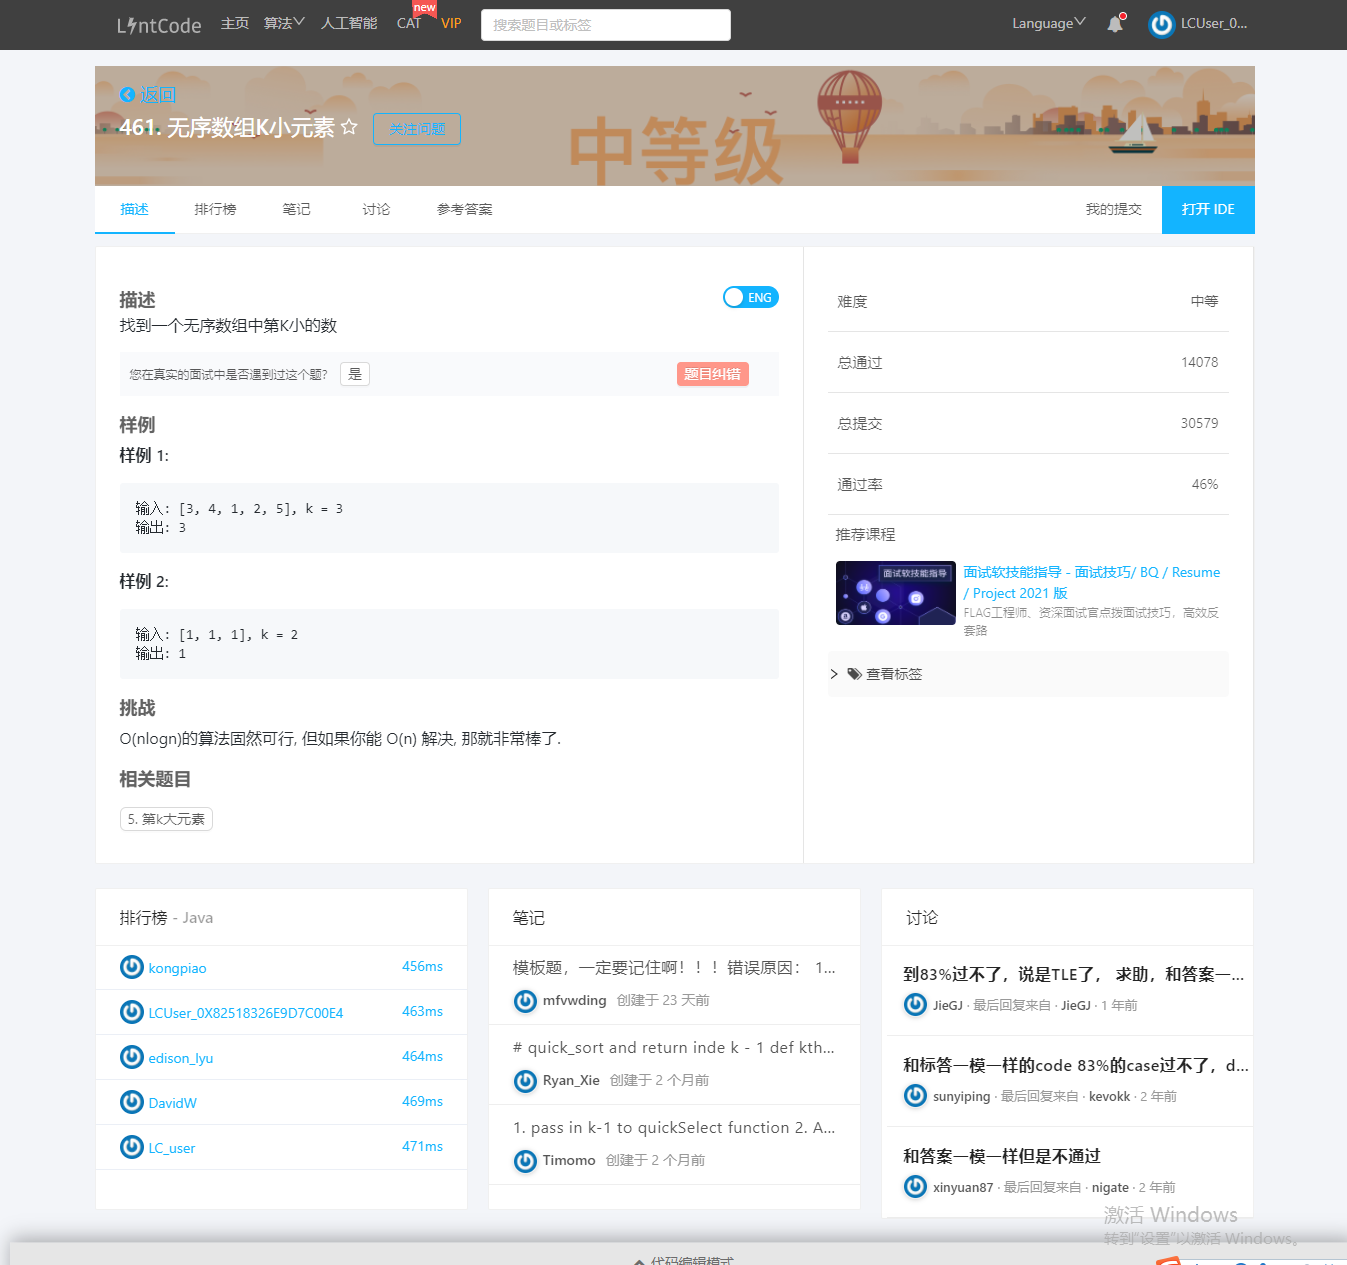 LintCode 主页 算法 人工智能 CAT new VIP 搜索题目或标签 Language LCUser_0...
返回
461. 无序数组K小元素 关注问题
中等级
描述 排行榜 笔记 讨论 参考答案 我的提交 打开 IDE
描述 ENG
找到一个无序数组中第K小的数
您在真实的面试中是否遇到过这个题? 是 题目纠错
样例
样例 1:
输入: [3, 4, 1, 2, 5], k = 3
输出: 3
样例 2:
输入: [1, 1, 1], k = 2
输出: 1
挑战
O(nlogn)的算法固然可行, 但如果你能 O(n) 解决, 那就非常棒了.
相关题目
5. 第k大元素
难度 中等
总通过 14078
总提交 30579
通过率 46%
推荐课程
面试软技能指导
面试软技能指导 - 面试技巧/ BQ / Resume
/ Project 2021 版
FLAG工程师、资深面试官点拨面试技巧，高效反
套路
查看标签
排行榜 - Java
kongpiao 456ms
LCUser_0X82518326E9D7C00E4 463ms
edison_lyu 464ms
DavidW 469ms
LC_user 471ms
笔记
模板题，一定要记住啊！！！错误原因： 1...
mfvwding 创建于 23 天前
# quick_sort and return inde k - 1 def kth...
Ryan_Xie 创建于 2 个月前
1. pass in k-1 to quickSelect function 2. A...
Timomo 创建于 2 个月前
讨论
到83%过不了，说是TLE了， 求助，和答案一...
JieGJ · 最后回复来自 · JieGJ · 1 年前
和标答一模一样的code 83%的case过不了，d...
sunyiping · 最后回复来自 · kevokk · 2 年前
和答案一模一样但是不通过
xinyuan87 · 最后回复来自 · nigate · 2 年前
激活 Windows
转到"设置"以激活 Windows。
代码编辑模式